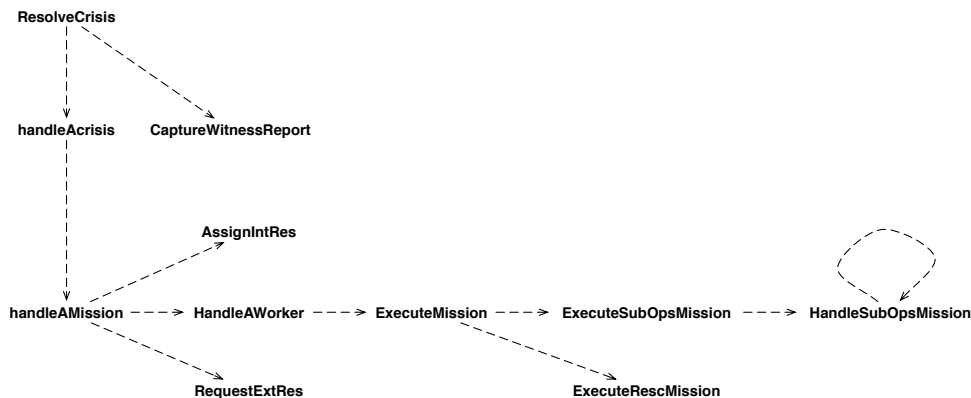 ResolveCrisis
handleAcrisis CaptureWitnessReport
AssignIntRes
handleAMission HandleAWorker ExecuteMission ExecuteSubOpsMission HandleSubOpsMission
RequestExtRes ExecuteRescMission